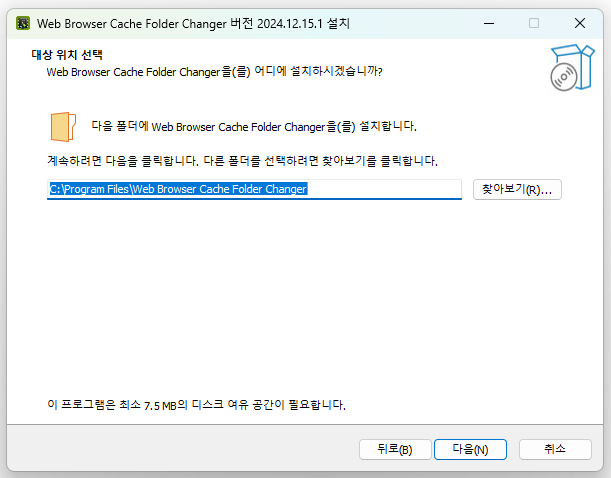 Web Browser Cache Folder Changer 버전 2024.12.15.1 설치
대상 위치 선택
Web Browser Cache Folder Changer을(를) 어디에 설치하시겠습니까?
다음 폴더에 Web Browser Cache Folder Changer을(를) 설치합니다.
계속하려면 다음을 클릭합니다. 다른 폴더를 선택하려면 찾아보기를 클릭합니다.
C:\Program Files\Web Browser Cache Folder Changer
찾아보기(R)...
이 프로그램은 최소 7.5 MB의 디스크 여유 공간이 필요합니다.
뒤로(B)
다음(N)
취소